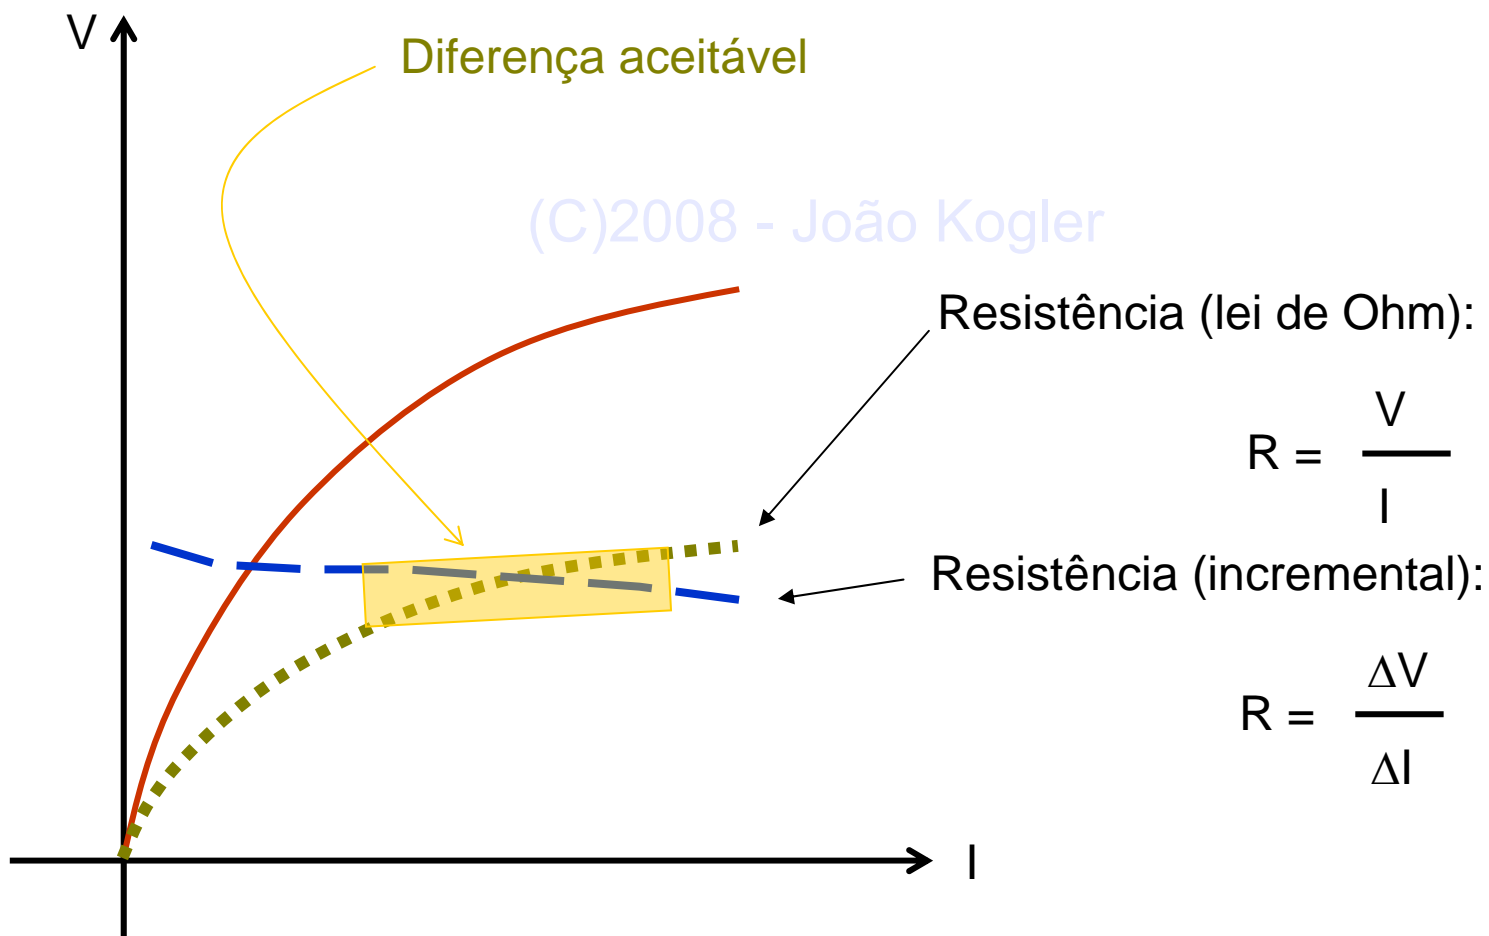 V
Diferença aceitável
(C)2008 - João Kogler
Resistência (lei de Ohm):
V
R =
I
Resistência (incremental):
ΔV
R =
ΔI
I